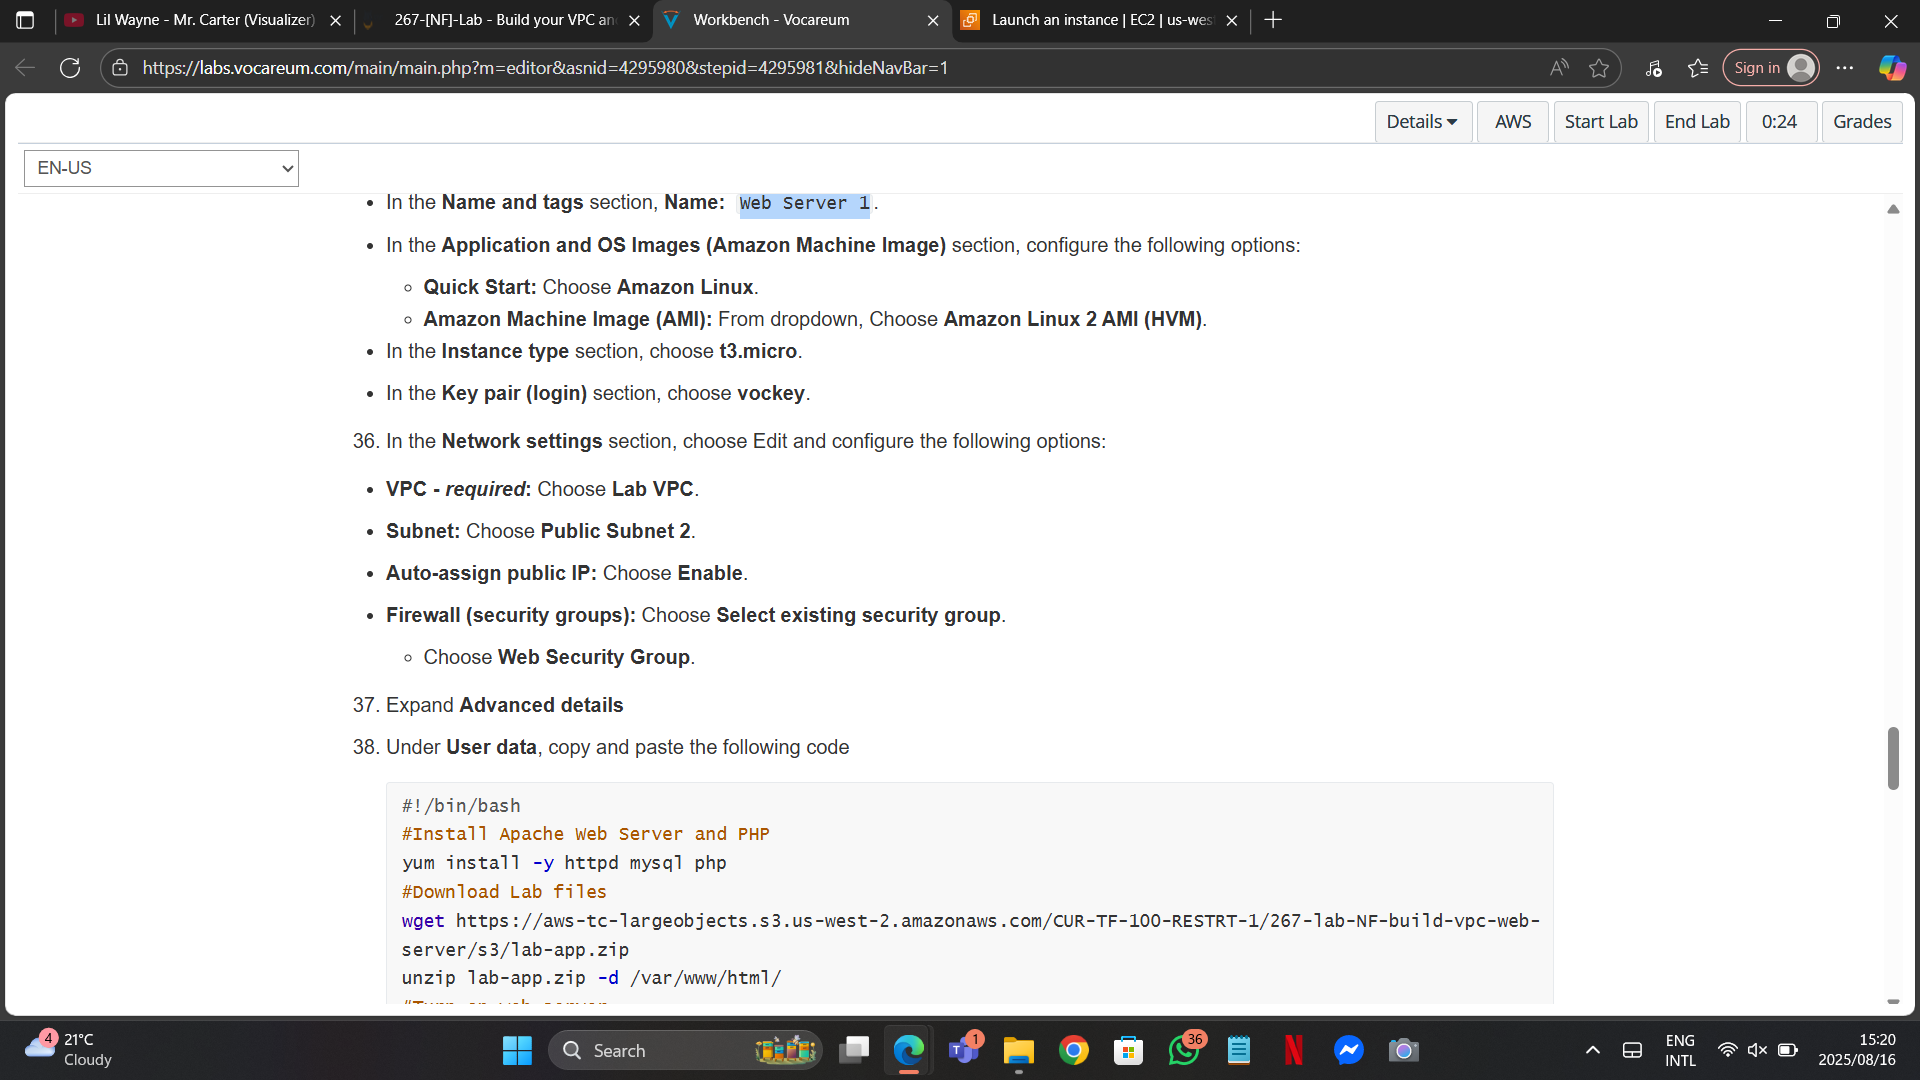 Lil Wayne - Mr. Carter (Visualizer)
267-[NF]-Lab - Build your VPC an
Workbench - Vocareum
Launch an instance | EC2 | us-wes
https://labs.vocareum.com/main/main.php?m=editor&asnid=4295980&stepid=4295981&hideNavBar=1
Sign in
Details
AWS
Start Lab
End Lab
0:24
Grades
EN-US
• In the Name and tags section, Name: Web Server 1.
• In the Application and OS Images (Amazon Machine Image) section, configure the following options:
◦ Quick Start: Choose Amazon Linux.
◦ Amazon Machine Image (AMI): From dropdown, Choose Amazon Linux 2 AMI (HVM).
• In the Instance type section, choose t3.micro.
• In the Key pair (login) section, choose vockey.
36. In the Network settings section, choose Edit and configure the following options:
• VPC - required: Choose Lab VPC.
• Subnet: Choose Public Subnet 2.
• Auto-assign public IP: Choose Enable.
• Firewall (security groups): Choose Select existing security group.
◦ Choose Web Security Group.
37. Expand Advanced details
38. Under User data, copy and paste the following code
#!/bin/bash
#Install Apache Web Server and PHP
yum install -y httpd mysql php
#Download Lab files
wget https://aws-tc-largeobjects.s3.us-west-2.amazonaws.com/CUR-TF-100-RESTRT-1/267-lab-NF-build-vpc-web-
server/s3/lab-app.zip
unzip lab-app.zip -d /var/www/html/
4
21°C
Cloudy
Search
1
36
ENG
INTL
15:20
2025/08/16